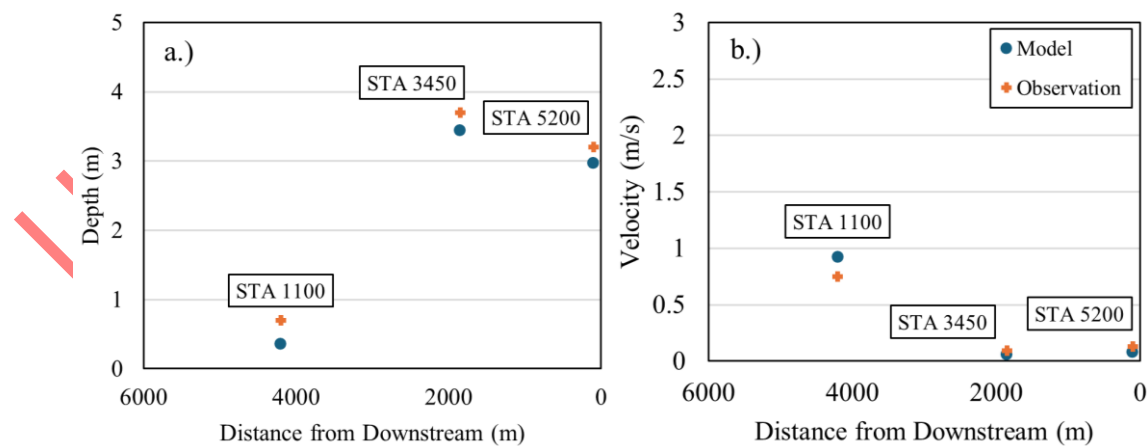 a.)
5
4
3
2
1
0
Depth (m)
STA 3450
STA 5200
STA 1100
6000 4000 2000 0
Distance from Downstream (m)
b.)
Model
Observation
3
2.5
2
1.5
1
0.5
0
Velocity (m/s)
STA 1100
STA 3450
STA 5200
6000 4000 2000 0
Distance from Downstream (m)